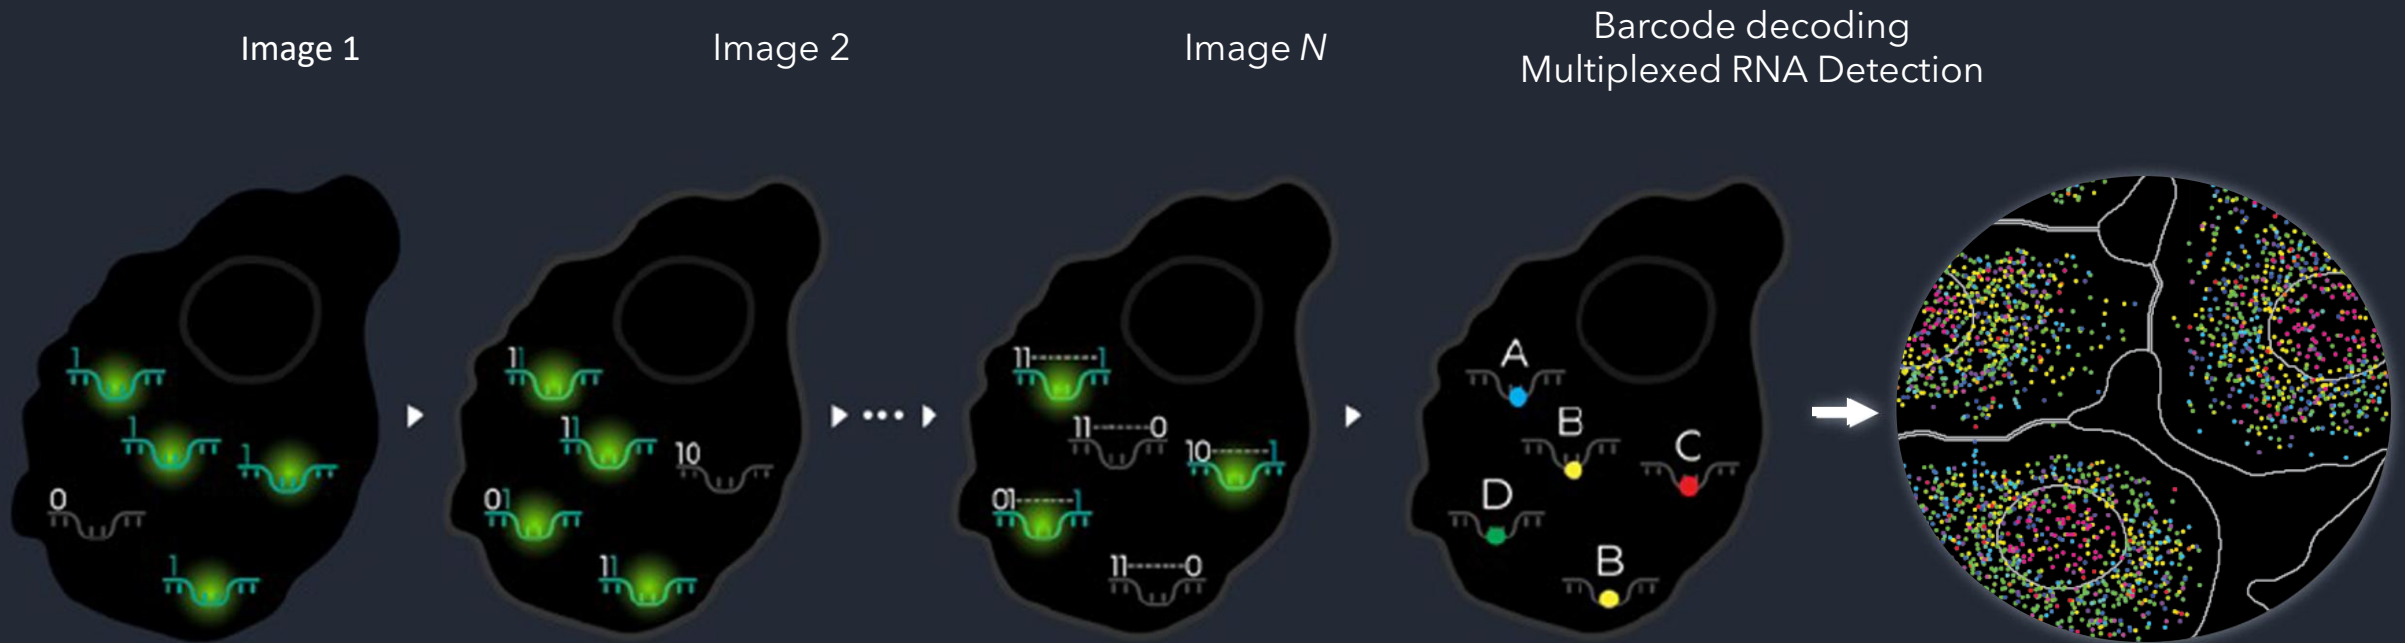 Image 1
Image 2
Image N
Barcode decoding
Multiplexed RNA Detection
1
1
1
0
1
11
11
10
01
11
11-------1
11------0
10------1
01------1
11------0
A
B
C
D
B